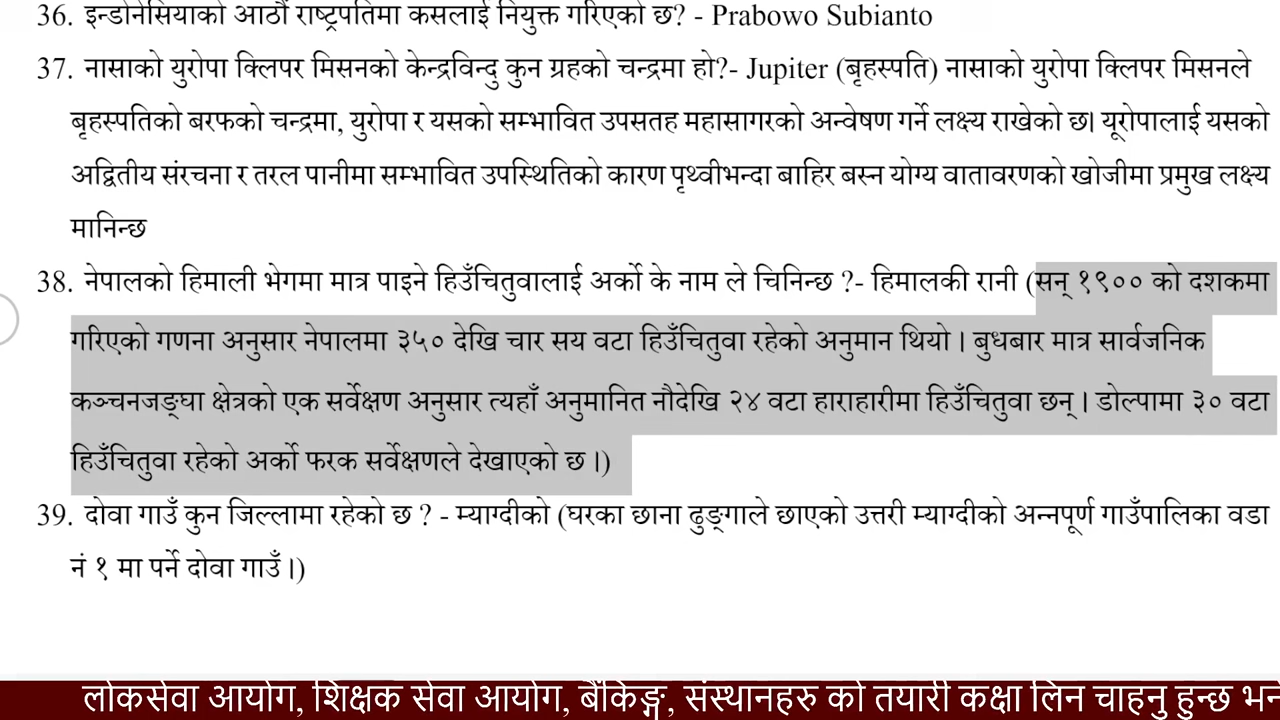 36. इन्डोनेसियाको आठौं राष्ट्रपतिमा कसलाई नियुक्त गरिएको छ? - Prabowo Subianto
37. नासाको युरोपा क्लिपर मिसनको केन्द्रविन्दु कुन ग्रहको चन्द्रमा हो?- Jupiter (बृहस्पति) नासाको युरोपा क्लिपर मिसनले
बृहस्पतिको बरफको चन्द्रमा, युरोपा र यसको सम्भावित उपसतह महासागरको अन्वेषण गर्ने लक्ष्य राखेको छ। यूरोपालाई यसको
अद्वितीय संरचना र तरल पानीमा सम्भावित उपस्थितिको कारण पृथ्वीभन्दा बाहिर बस्न योग्य वातावरणको खोजीमा प्रमुख लक्ष्य
मानिन्छ
38. नेपालको हिमाली भेगमा मात्र पाइने हिउँचितुवालाई अर्को के नाम ले चिनिन्छ ?- हिमालकी रानी (सन् १९०० को दशकमा
गरिएको गणना अनुसार नेपालमा ३५० देखि चार सय वटा हिउँचितुवा रहेको अनुमान थियो । बुधबार मात्र सार्वजनिक
कञ्चनजङ्घा क्षेत्रको एक सर्वेक्षण अनुसार त्यहाँ अनुमानित नौदेखि २४ वटा हाराहारीमा हिउँचितुवा छन् । डोल्पामा ३० वटा
हिउँचितुवा रहेको अर्को फरक सर्वेक्षणले देखाएको छ ।)
39. दोवा गाउँ कुन जिल्लामा रहेको छ ? - म्याग्दीको (घरका छाना ढुङ्गाले छाएको उत्तरी म्याग्दीको अन्नपूर्ण गाउँपालिका वडा
नं १ मा पर्ने दोवा गाउँ ।)
लोकसेवा आयोग, शिक्षक सेवा आयोग, बैंकिङ्ग, संस्थानहरु को तयारी कक्षा लिन चाहनु हुन्छ भन